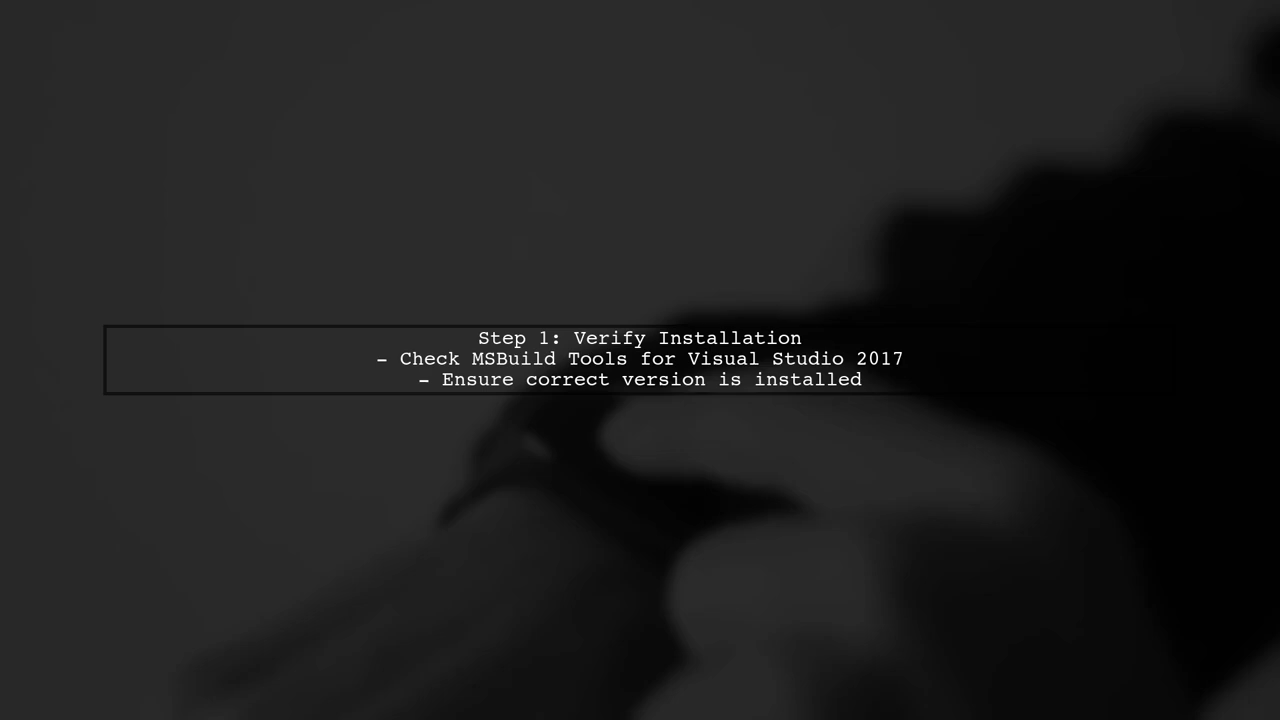 Step 1: Verify Installation
- Check MSBuild Tools for Visual Studio 2017
- Ensure correct version is installed